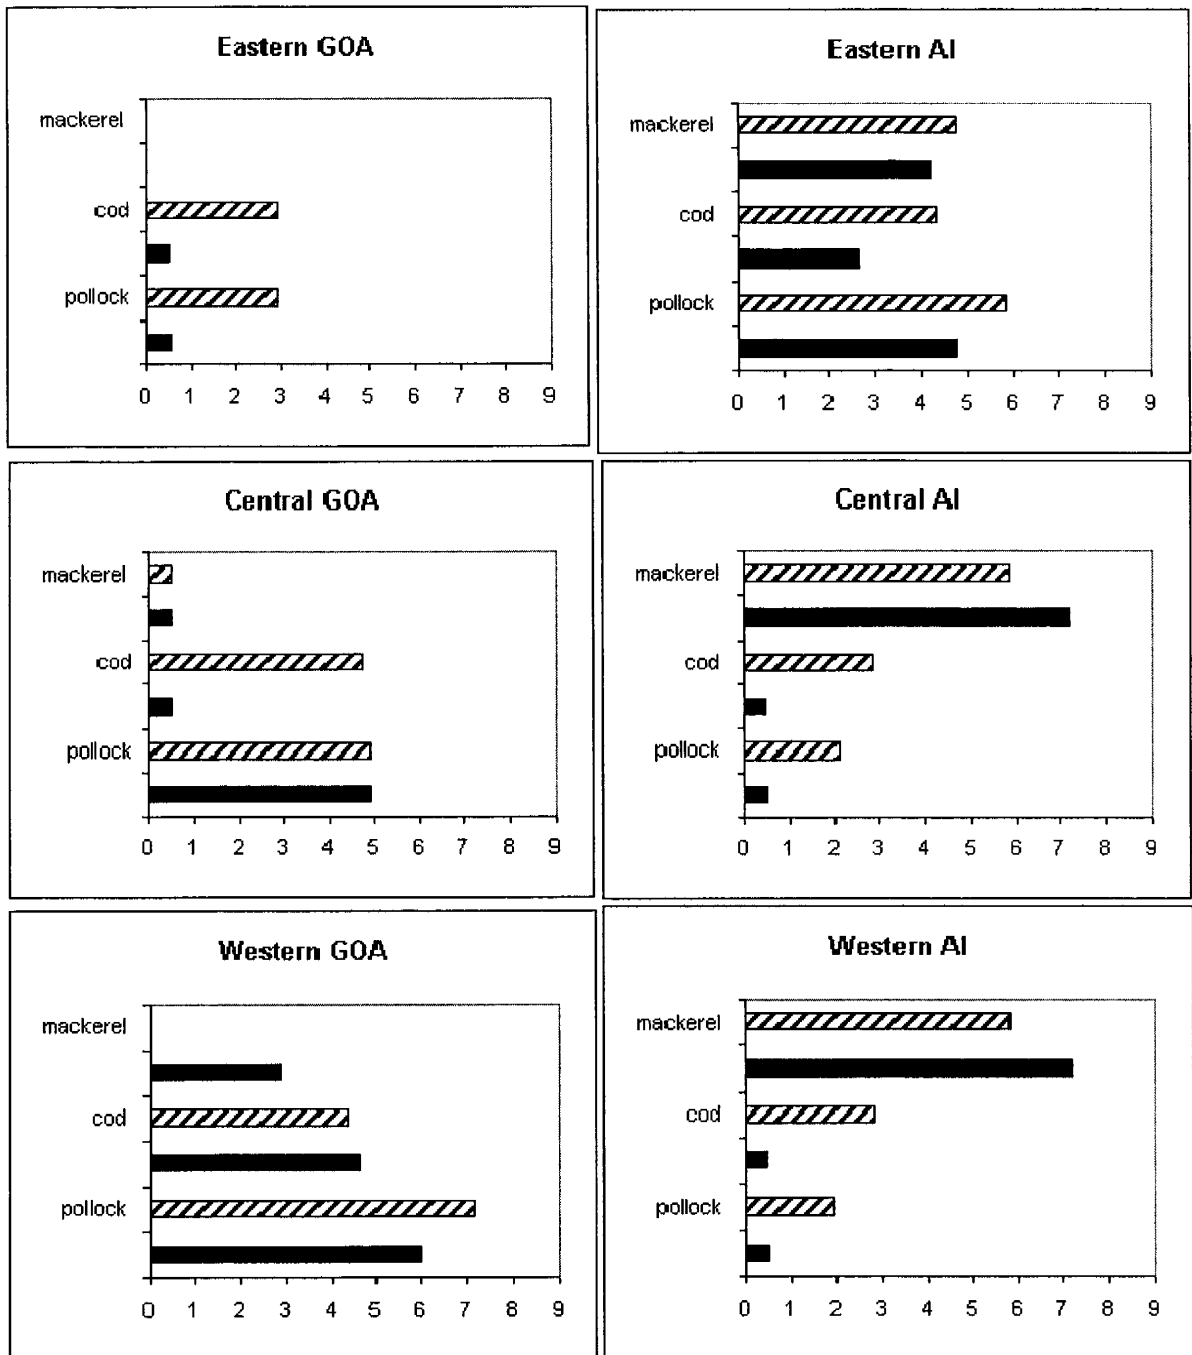 Eastern GOA
mackerel
cod
pollock
0 1 2 3 4 5 6 7 8 9
Eastern AI
mackerel
cod
pollock
0 1 2 3 4 5 6 7 8 9
Central GOA
mackerel
cod
pollock
0 1 2 3 4 5 6 7 8 9
Central AI
mackerel
cod
pollock
0 1 2 3 4 5 6 7 8 9
Western GOA
mackerel
cod
pollock
0 1 2 3 4 5 6 7 8 9
Western AI
mackerel
cod
pollock
0 1 2 3 4 5 6 7 8 9